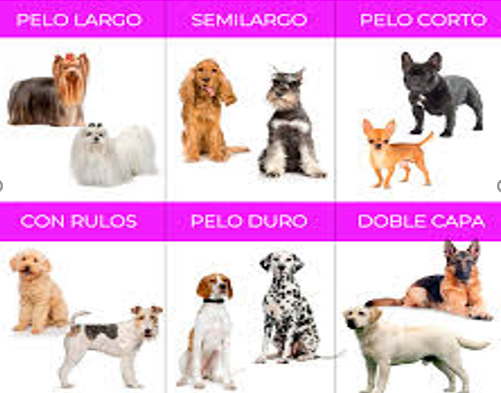 PELO LARGO
SEMILARGO
PELO CORTO
CON RULOS
PELO DURO
DOBLE CAPA